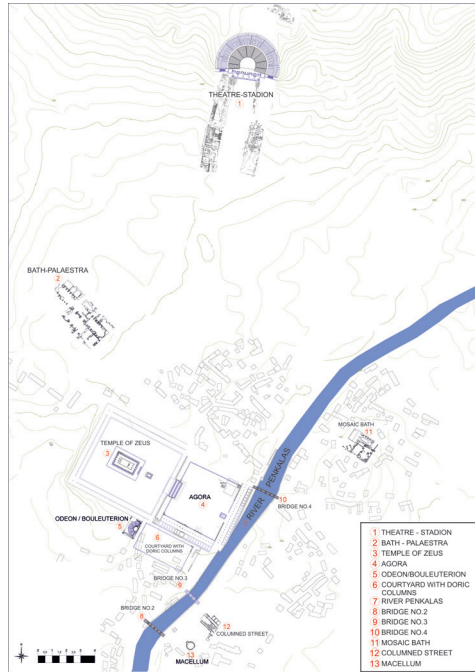 THEATRE-STADION
1
BATH-PALAESTRA
2
MOSAIC BATH
11
TEMPLE OF ZEUS
3
AGORA
4
RIVER PENKALAS
10
BRIDGE NO.4
ODEON / BOULEUTERION /
5
6
COURTYARD WITH
DORIC COLUMNS
BRIDGE NO.3
9
BRIDGE NO.2
8
12
COLUMNED STREET
13
MACELLUM
1 THEATRE - STADION
2 BATH - PALAESTRA
3 TEMPLE OF ZEUS
4 AGORA
5 ODEON/BOULEUTERION
6 COURTYARD WITH DORIC
COLUMNS
7 RIVER PENKALAS
8 BRIDGE NO.2
9 BRIDGE NO.3
10 BRIDGE NO.4
11 MOSAIC BATH
12 COLUMNED STREET
13 MACELLUM